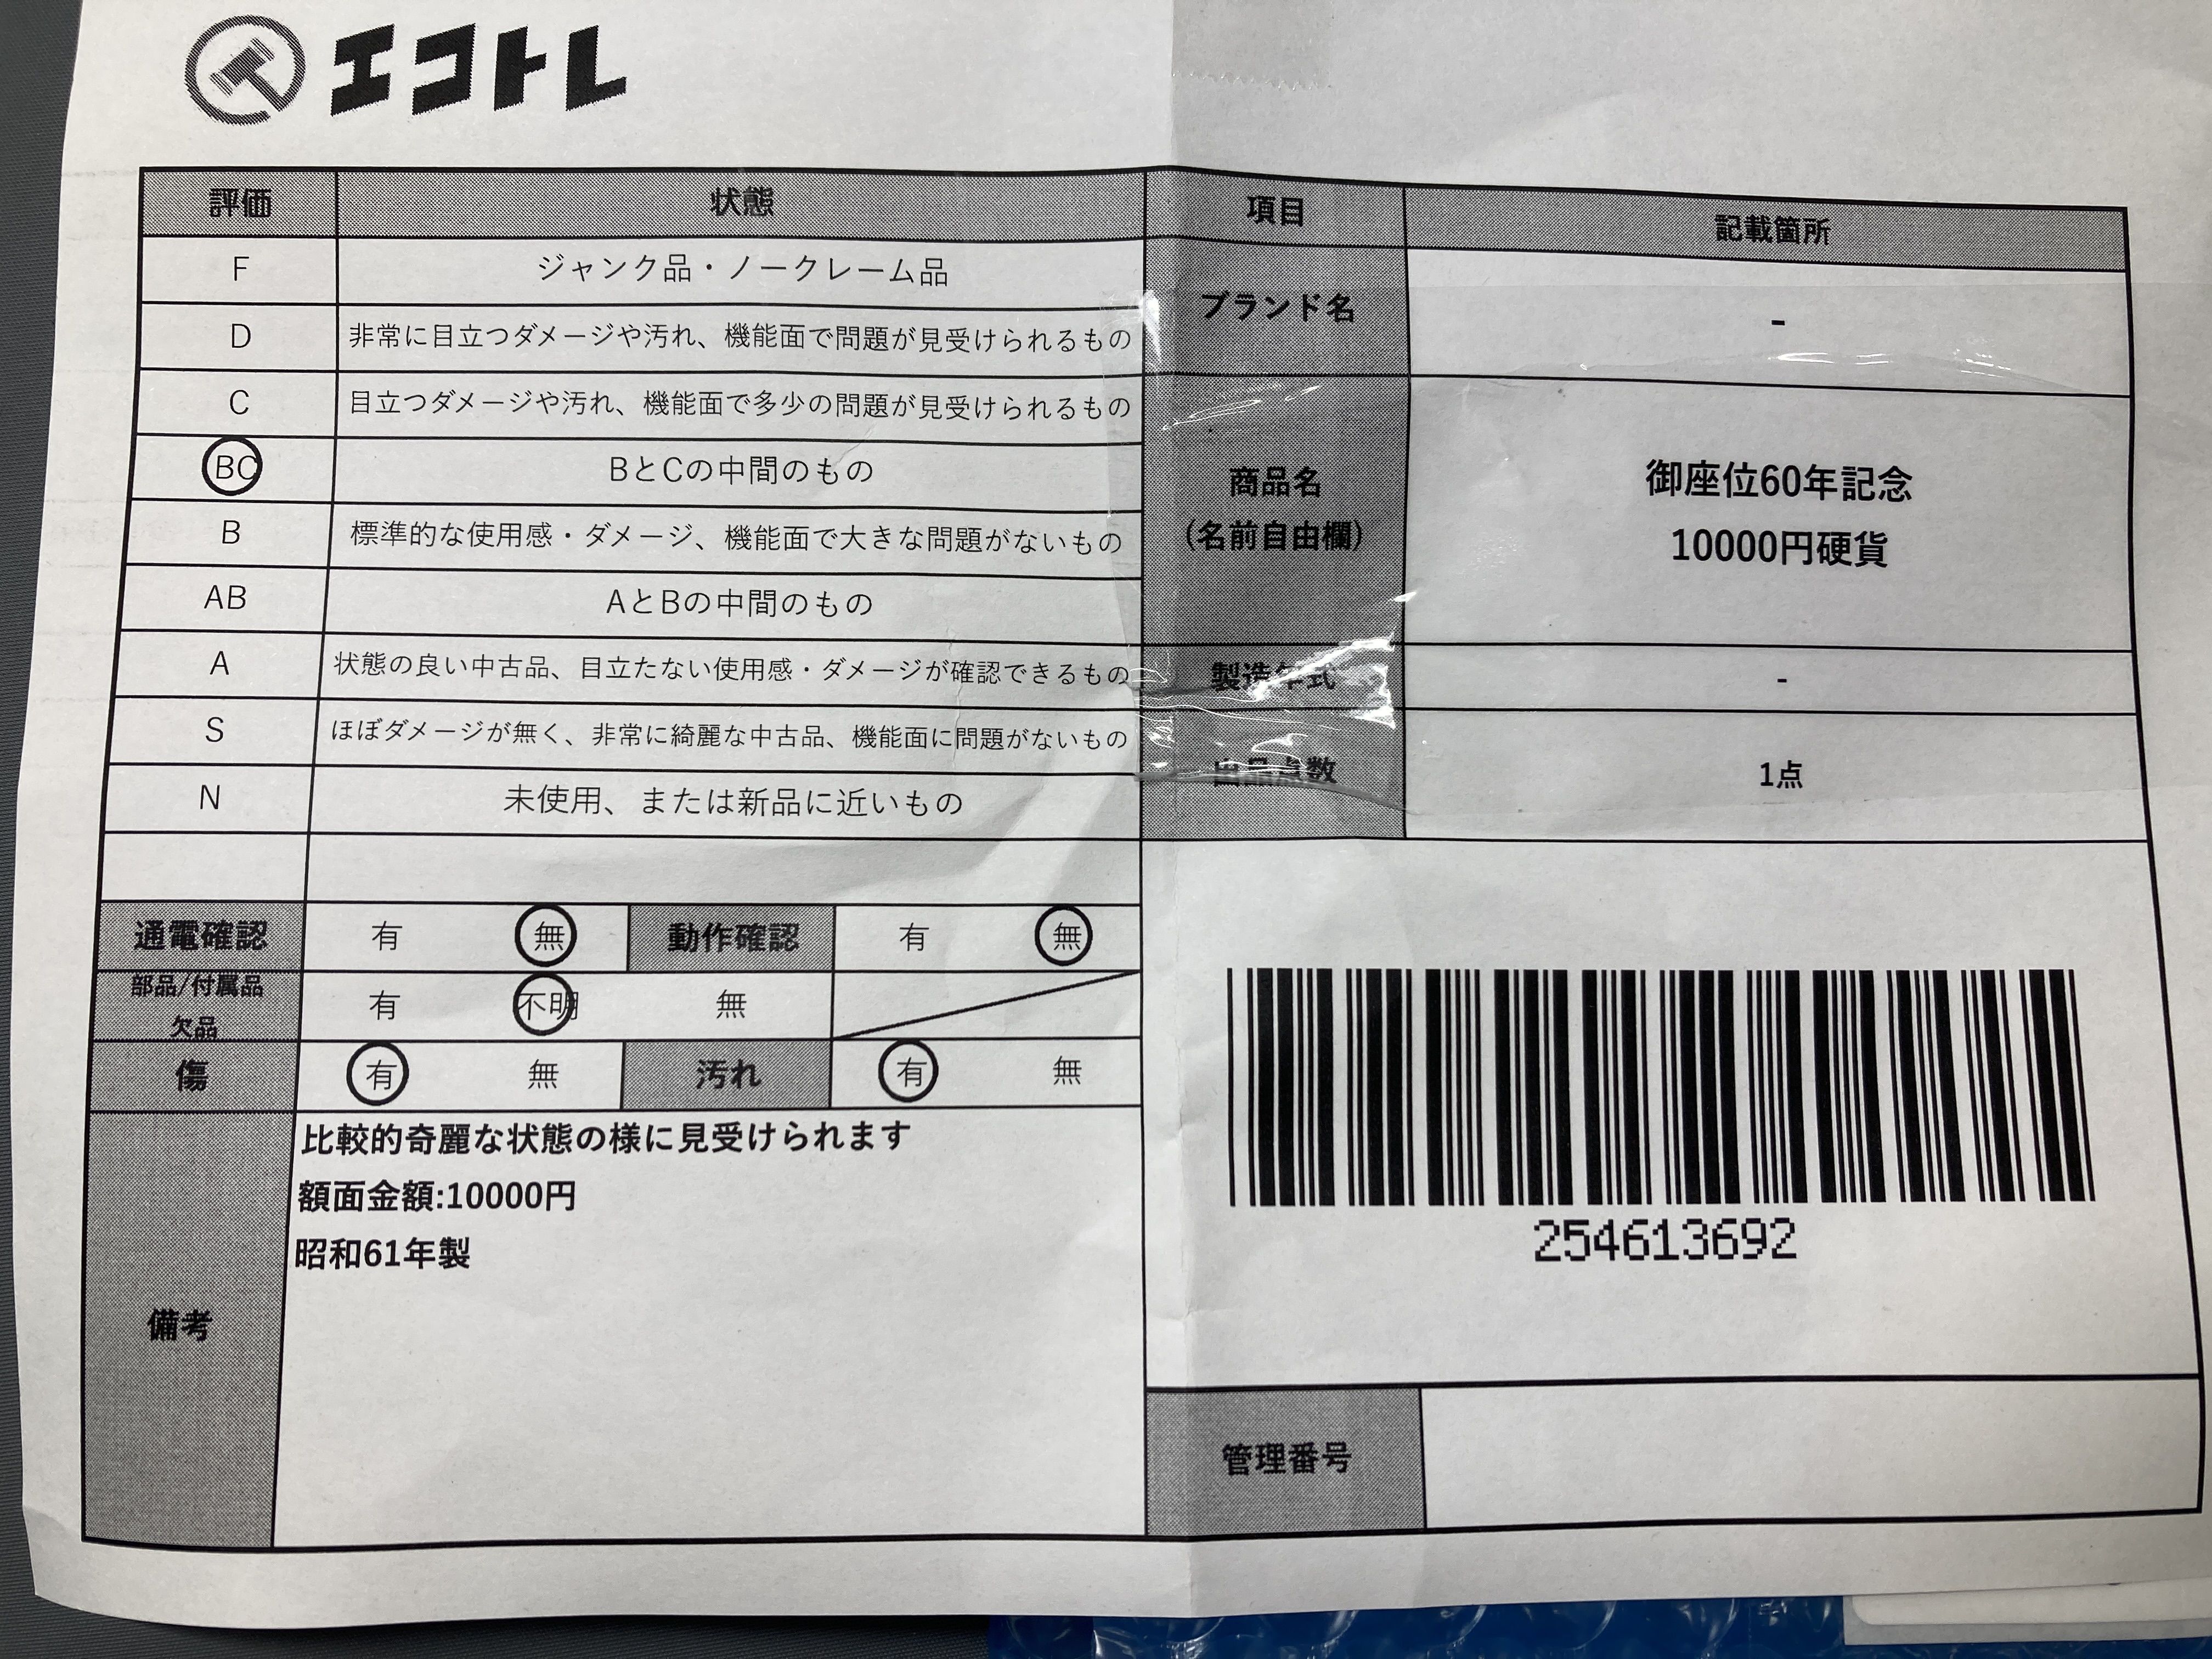 エコトレ
評価 状態
F ジャンク品・ノークレーム品
D 非常に目立つダメージや汚れ、機能面で問題が見受けられるもの
C 目立つダメージや汚れ、機能面で多少の問題が見受けられるもの
BC BとCの中間のもの
B 標準的な使用感・ダメージ、機能面で大きな問題がないもの
AB AとBの中間のもの
A 状態の良い中古品、目立たない使用感・ダメージが確認できるもの
S ほぼダメージが無く、非常に綺麗な中古品、機能面に問題がないもの
N 未使用、または新品に近いもの
通電確認 有 無 動作確認 有 無
部品/付属品
欠品 有 不明 無
傷 有 無 汚れ 有 無
備考
比較的奇麗な状態の様に見受けられます
額面金額:10000円
昭和61年製
項目 記載箇所
ブランド名 -
商品名
(名前自由欄)
御座位60年記念
10000円硬貨
製造年式 -
出品点数 1点
254613692
管理番号